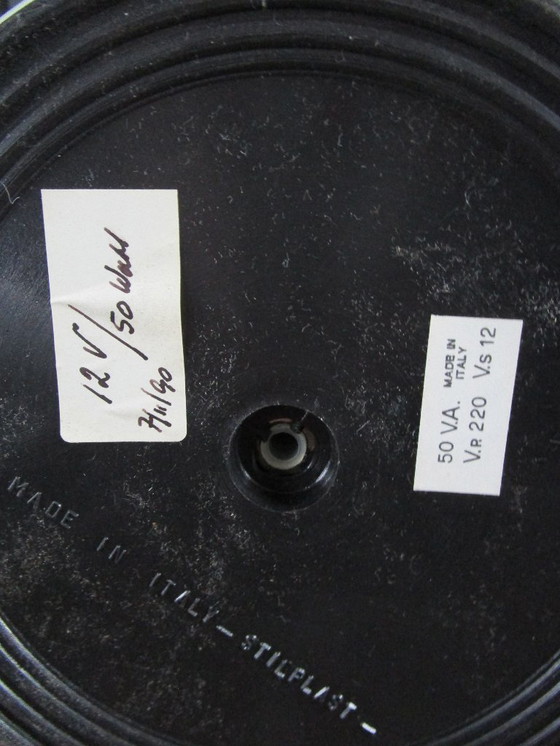 12 V/50 Watt
7/11/90
50 V.A. MADE IN ITALY
V.R 220 V.S 12
MADE IN ITALY - STILPLAST -